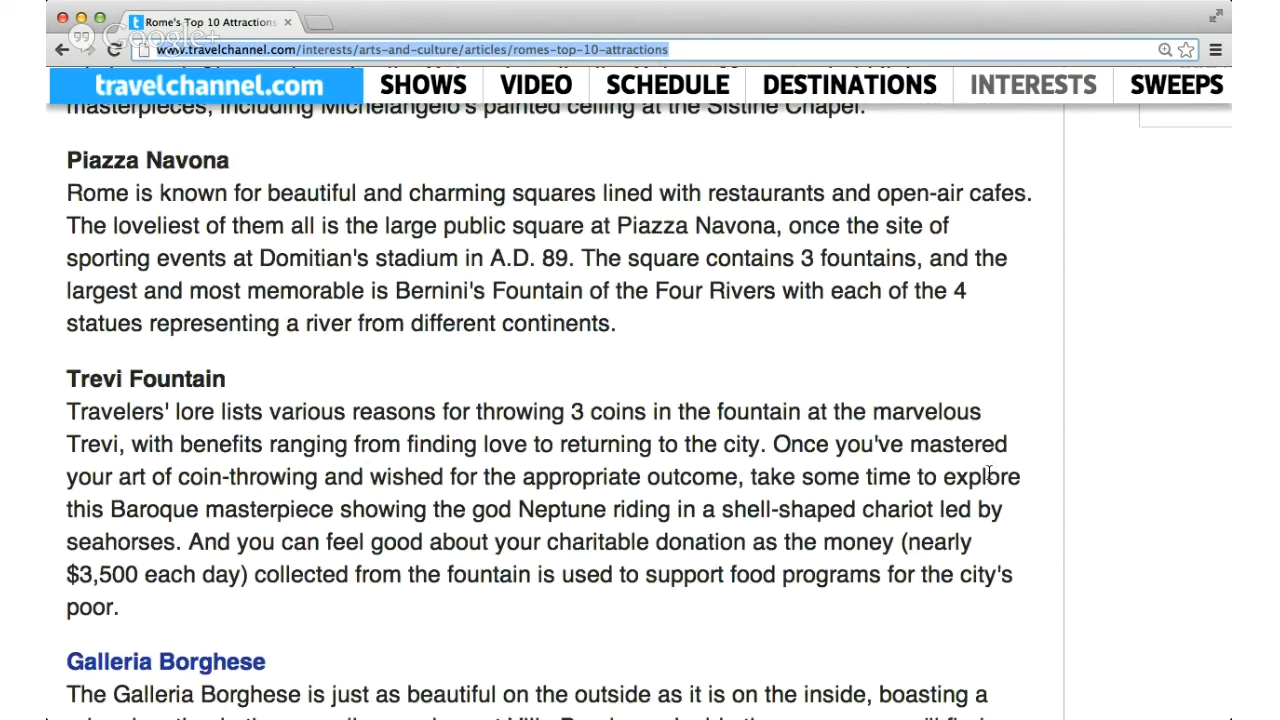 Rome's Top 10 Attractions
Google+
www.travelchannel.com/interests/arts-and-culture/articles/romes-top-10-attractions
travelchannel.com SHOWS VIDEO SCHEDULE DESTINATIONS INTERESTS SWEEPS
masterpieces, including Michelangelo's painted ceiling at the Sistine Chapel.
Piazza Navona
Rome is known for beautiful and charming squares lined with restaurants and open-air cafes.
The loveliest of them all is the large public square at Piazza Navona, once the site of
sporting events at Domitian's stadium in A.D. 89. The square contains 3 fountains, and the
largest and most memorable is Bernini's Fountain of the Four Rivers with each of the 4
statues representing a river from different continents.
Trevi Fountain
Travelers' lore lists various reasons for throwing 3 coins in the fountain at the marvelous
Trevi, with benefits ranging from finding love to returning to the city. Once you've mastered
your art of coin-throwing and wished for the appropriate outcome, take some time to explore
this Baroque masterpiece showing the god Neptune riding in a shell-shaped chariot led by
seahorses. And you can feel good about your charitable donation as the money (nearly
$3,500 each day) collected from the fountain is used to support food programs for the city's
poor.
Galleria Borghese
The Galleria Borghese is just as beautiful on the outside as it is on the inside, boasting a